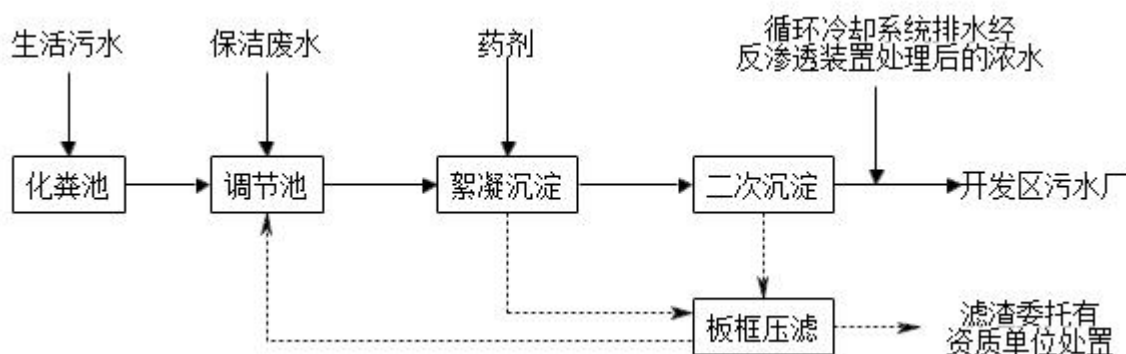 生活污水
保洁废水
药剂
循环冷却系统排水经
反渗透装置处理后的浓水
化粪池
调节池
絮凝沉淀
二次沉淀
开发区污水厂
板框压滤
滤渣委托有
资质单位处置